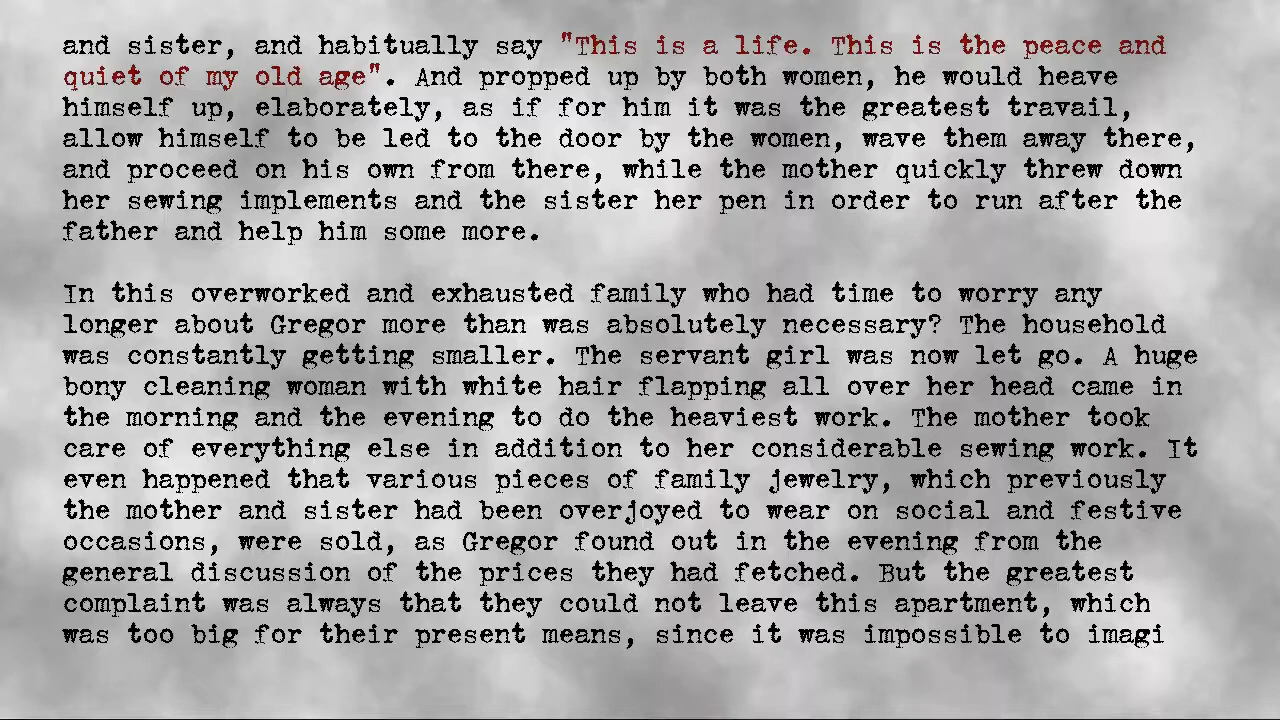 and sister, and habitually say "This is a life. This is the peace and
quiet of my old age". And propped up by both women, he would heave
himself up, elaborately, as if for him it was the greatest travail,
allow himself to be led to the door by the women, wave them away there,
and proceed on his own from there, while the mother quickly threw down
her sewing implements and the sister her pen in order to run after the
father and help him some more.
In this overworked and exhausted family who had time to worry any
longer about Gregor more than was absolutely necessary? The household
was constantly getting smaller. The servant girl was now let go. A huge
bony cleaning woman with white hair flapping all over her head came in
the morning and the evening to do the heaviest work. The mother took
care of everything else in addition to her considerable sewing work. It
even happened that various pieces of family jewelry, which previously
the mother and sister had been overjoyed to wear on social and festive
occasions, were sold, as Gregor found out in the evening from the
general discussion of the prices they had fetched. But the greatest
complaint was always that they could not leave this apartment, which
was too big for their present means, since it was impossible to imagi